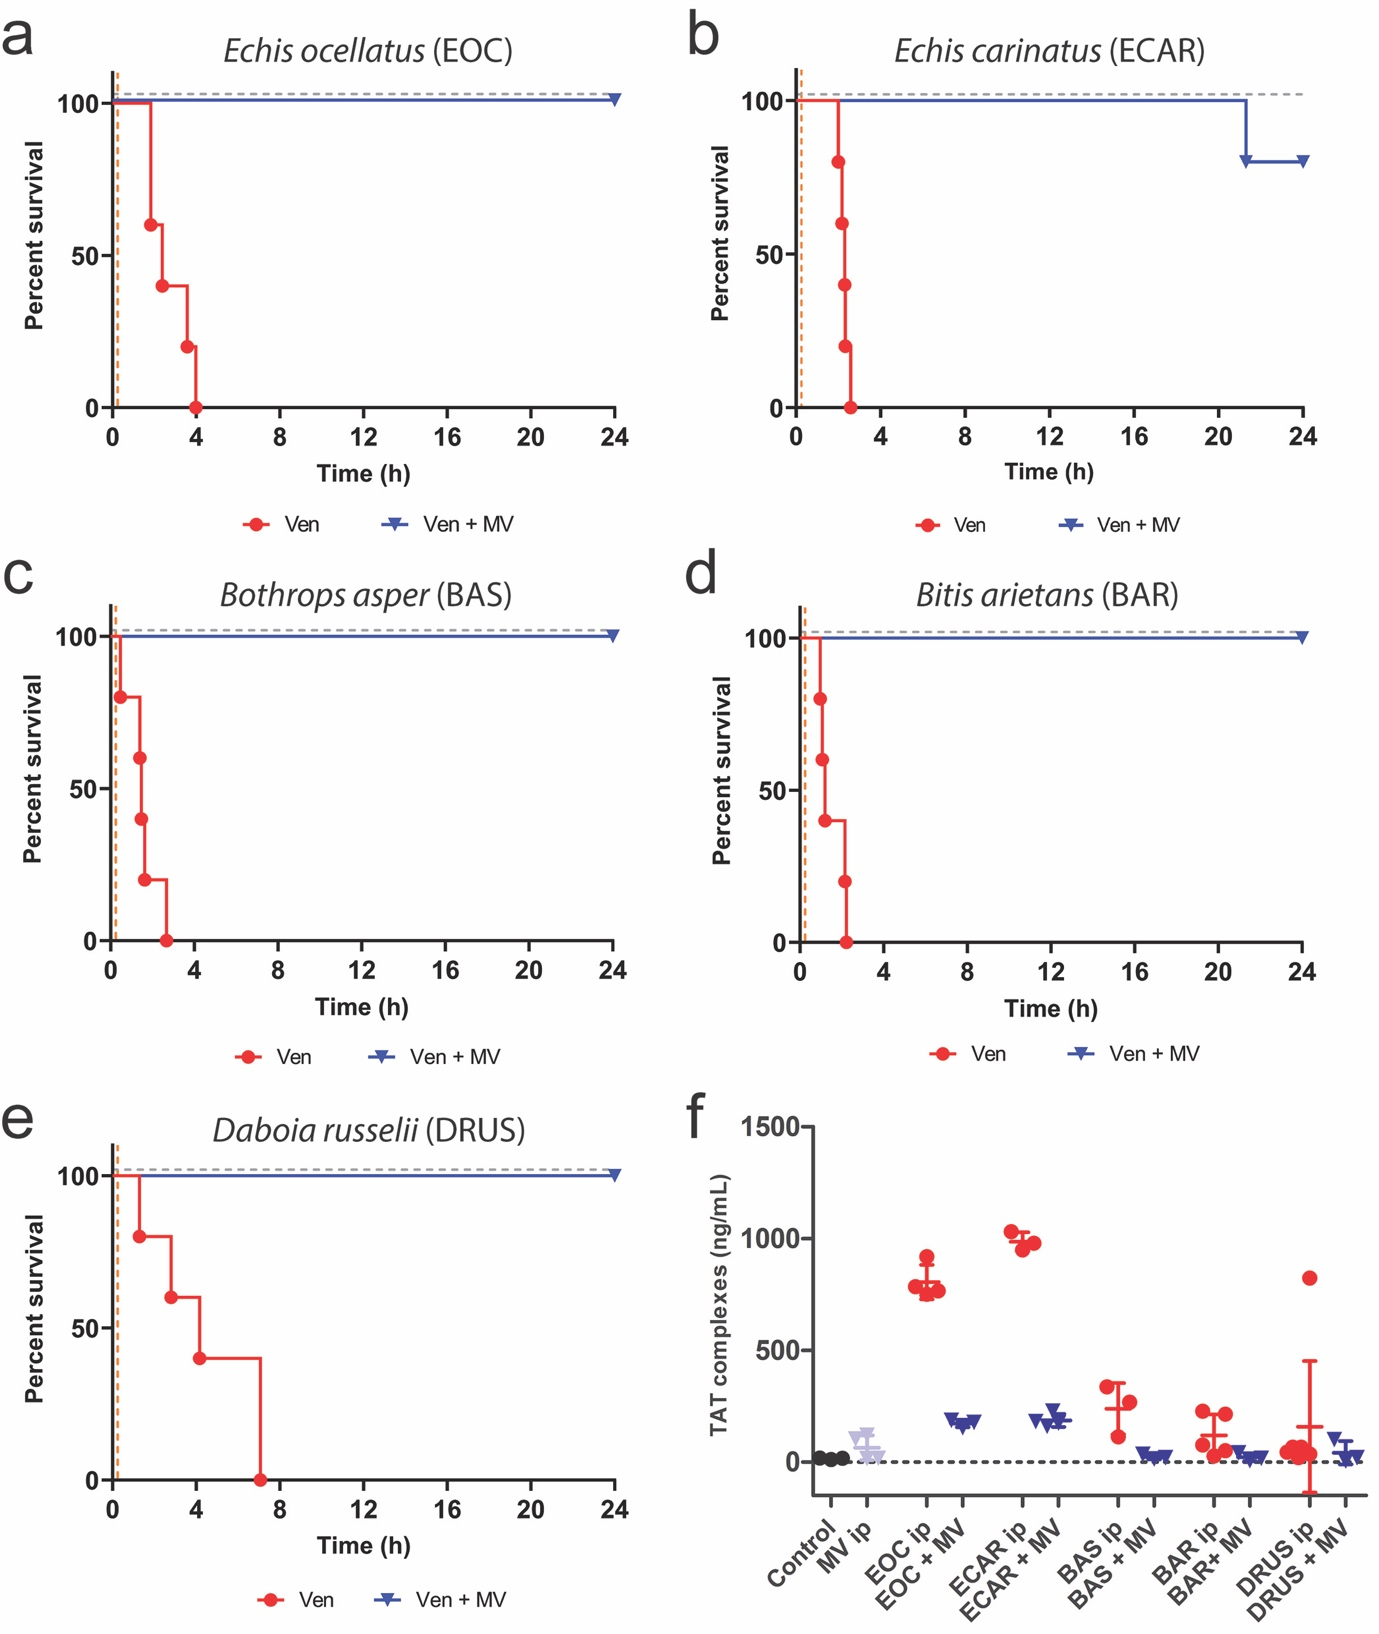 a
Echis ocellatus (EOC)
100
50
0
Percent survival
0 4 8 12 16 20 24
Time (h)
Ven Ven + MV
b
Echis carinatus (ECAR)
100
50
0
Percent survival
0 4 8 12 16 20 24
Time (h)
Ven Ven + MV
c
Bothrops asper (BAS)
100
50
0
Percent survival
0 4 8 12 16 20 24
Time (h)
Ven Ven + MV
d
Bitis arietans (BAR)
100
50
0
Percent survival
0 4 8 12 16 20 24
Time (h)
Ven Ven + MV
e
Daboia russelii (DRUS)
100
50
0
Percent survival
0 4 8 12 16 20 24
Time (h)
Ven Ven + MV
f
1500
1000
500
0
TAT complexes (ng/mL)
Control
MV ip
EOC ip
EOC + MV
ECAR ip
ECAR + MV
BAS ip
BAS + MV
BAR ip
BAR+ MV
DRUS ip
DRUS + MV